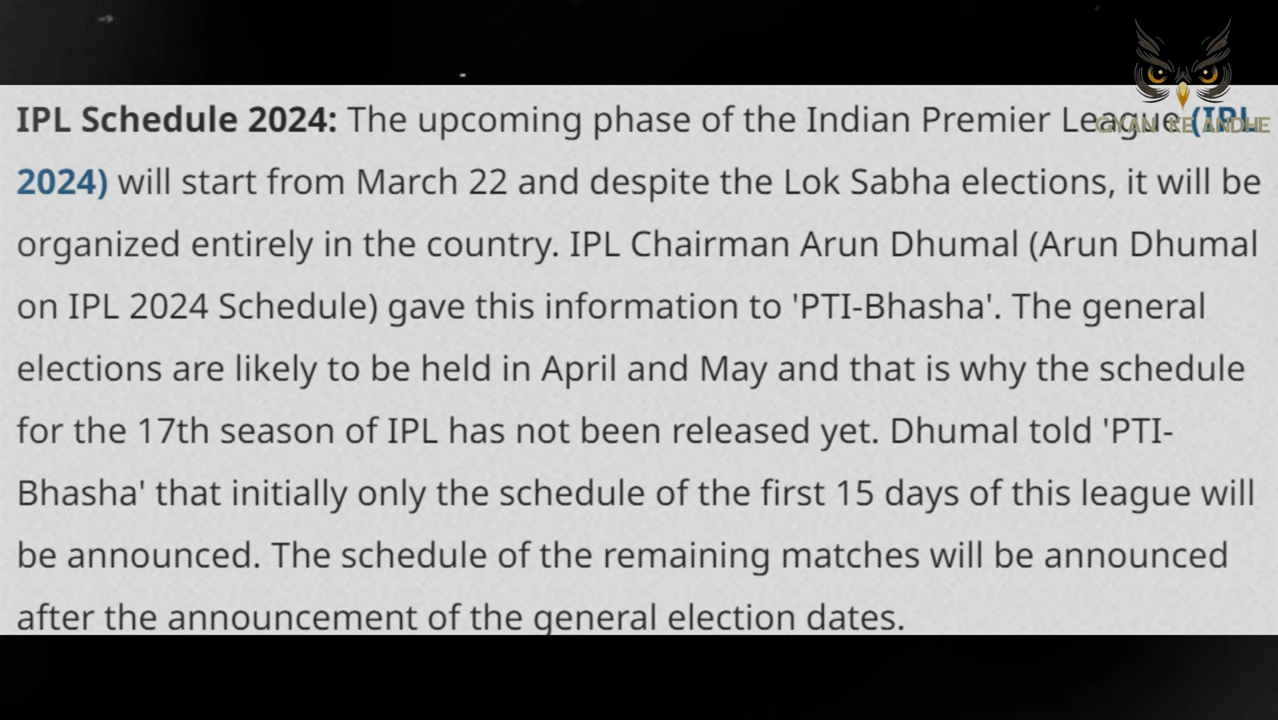 IPL Schedule 2024: The upcoming phase of the Indian Premier League (IPL
2024) will start from March 22 and despite the Lok Sabha elections, it will be
organized entirely in the country. IPL Chairman Arun Dhumal (Arun Dhumal
on IPL 2024 Schedule) gave this information to 'PTI-Bhasha'. The general
elections are likely to be held in April and May and that is why the schedule
for the 17th season of IPL has not been released yet. Dhumal told 'PTI-
Bhasha' that initially only the schedule of the first 15 days of this league will
be announced. The schedule of the remaining matches will be announced
after the announcement of the general election dates.
GYAN KE ANDHE